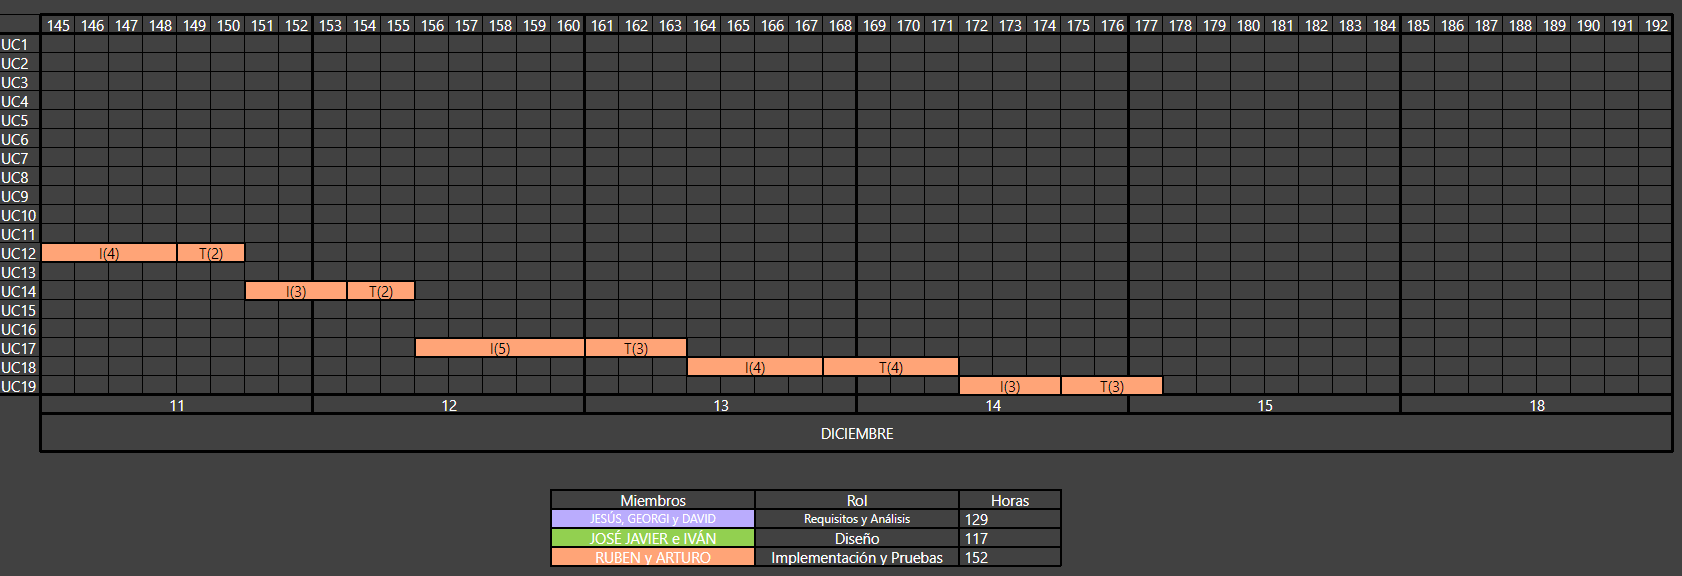 145 146 147 148 149 150 151 152 153 154 155 156 157 158 159 160 161 162 163 164 165 166 167 168 169 170 171 172 173 174 175 176 177 178 179 180 181 182 183 184 185 186 187 188 189 190 191 192
UC1
UC2
UC3
UC4
UC5
UC6
UC7
UC8
UC9
UC10
UC11
UC12 I(4) T(2)
UC13
UC14 I(3) T(2)
UC15
UC16
UC17 I(5) T(3)
UC18 I(4) T(4)
UC19 I(3) T(3)
11 12 13 14 15 18
DICIEMBRE
Miembros Rol Horas
JESÚS, GEORGI y DAVID Requisitos y Análisis 129
JOSÉ JAVIER e IVÁN Diseño 117
RUBEN y ARTURO Implementación y Pruebas 152